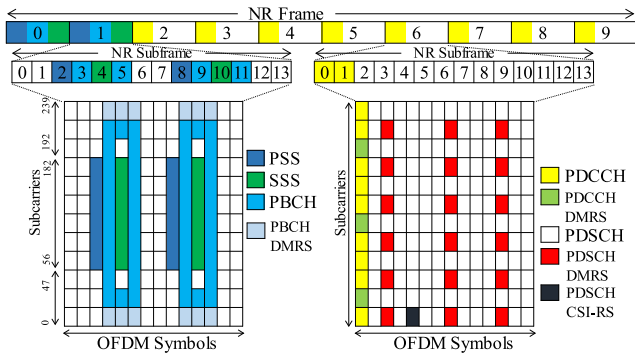 NR Frame
0 1 2 3 4 5 6 7 8 9
NR Subframe
NR Subframe
0 1 2 3 4 5 6 7 8 9 10 11 12 13
0 1 2 3 4 5 6 7 8 9 10 11 12 13
Subcarriers
239
192
182
56
47
0
PSS
SSS
PBCH
PBCH
DMRS
OFDM Symbols
Subcarriers
PDCCH
PDCCH
DMRS
PDSCH
PDSCH
DMRS
PDSCH
CSI-RS
OFDM Symbols